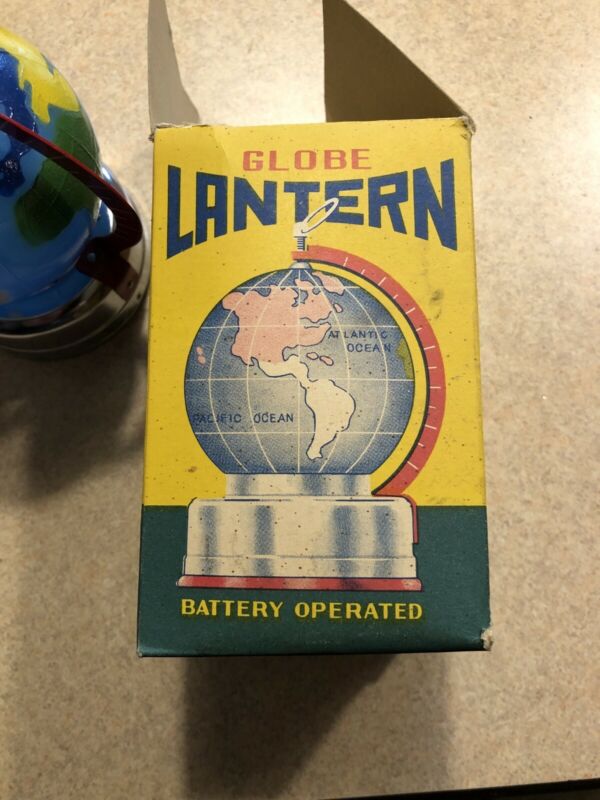 GLOBE
LANTERN
ATLANTIC
OCEAN
PACIFIC OCEAN
BATTERY OPERATED